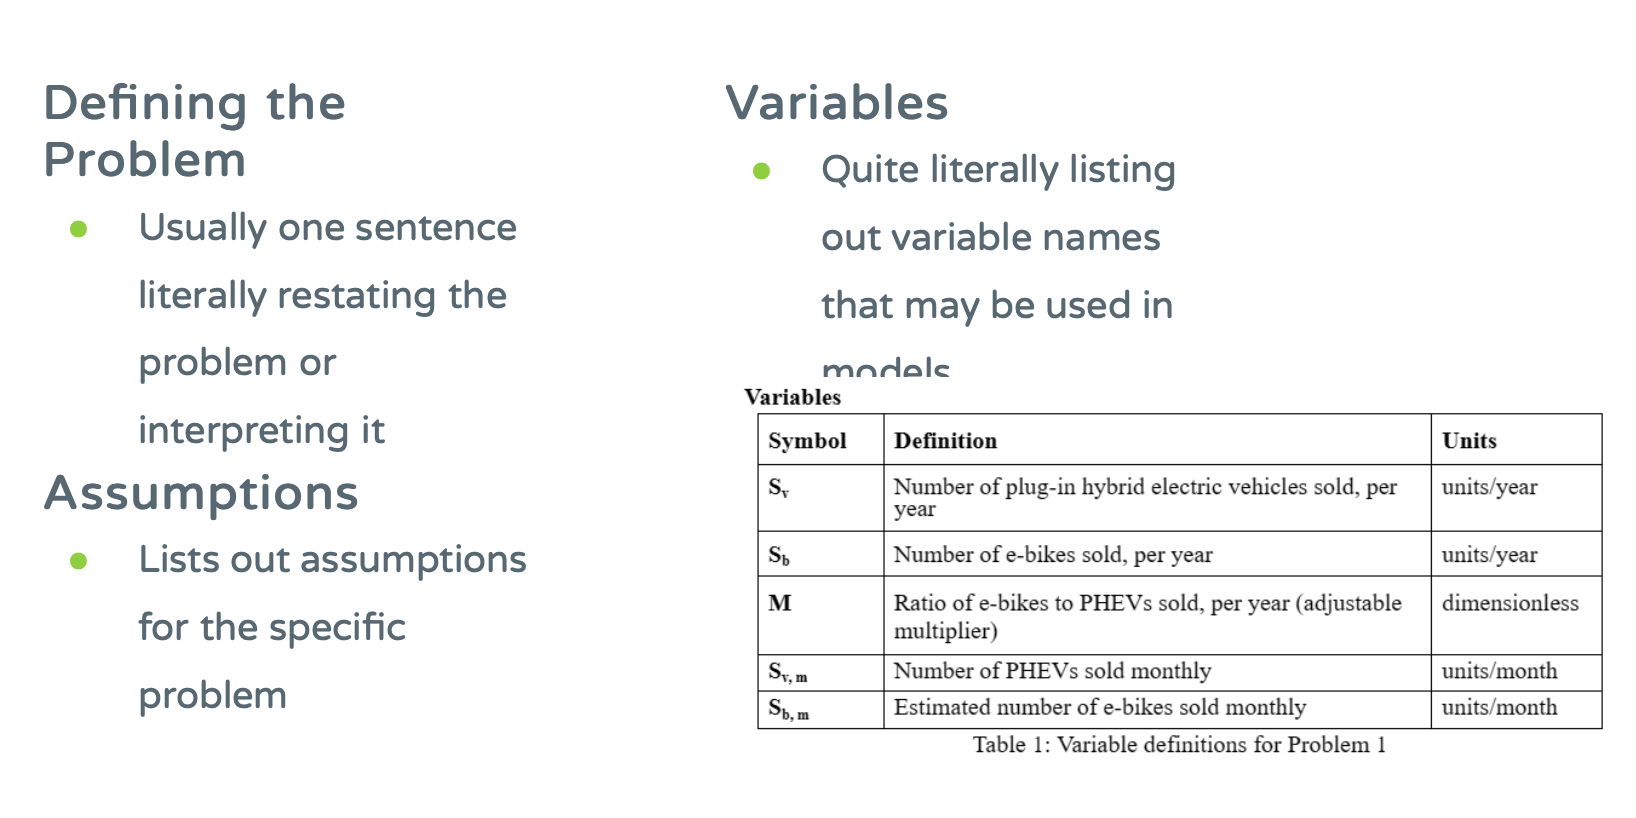 Defining the
Problem
● Usually one sentence
literally restating the
problem or
interpreting it
Assumptions
● Lists out assumptions
for the specific
problem
Variables
● Quite literally listing
out variable names
that may be used in
models
Variables
Symbol Definition Units
Sv Number of plug-in hybrid electric vehicles sold, per units/year
year
Sb Number of e-bikes sold, per year units/year
M Ratio of e-bikes to PHEVs sold, per year (adjustable dimensionless
multiplier)
Sv, m Number of PHEVs sold monthly units/month
Sb, m Estimated number of e-bikes sold monthly units/month
Table 1: Variable definitions for Problem 1